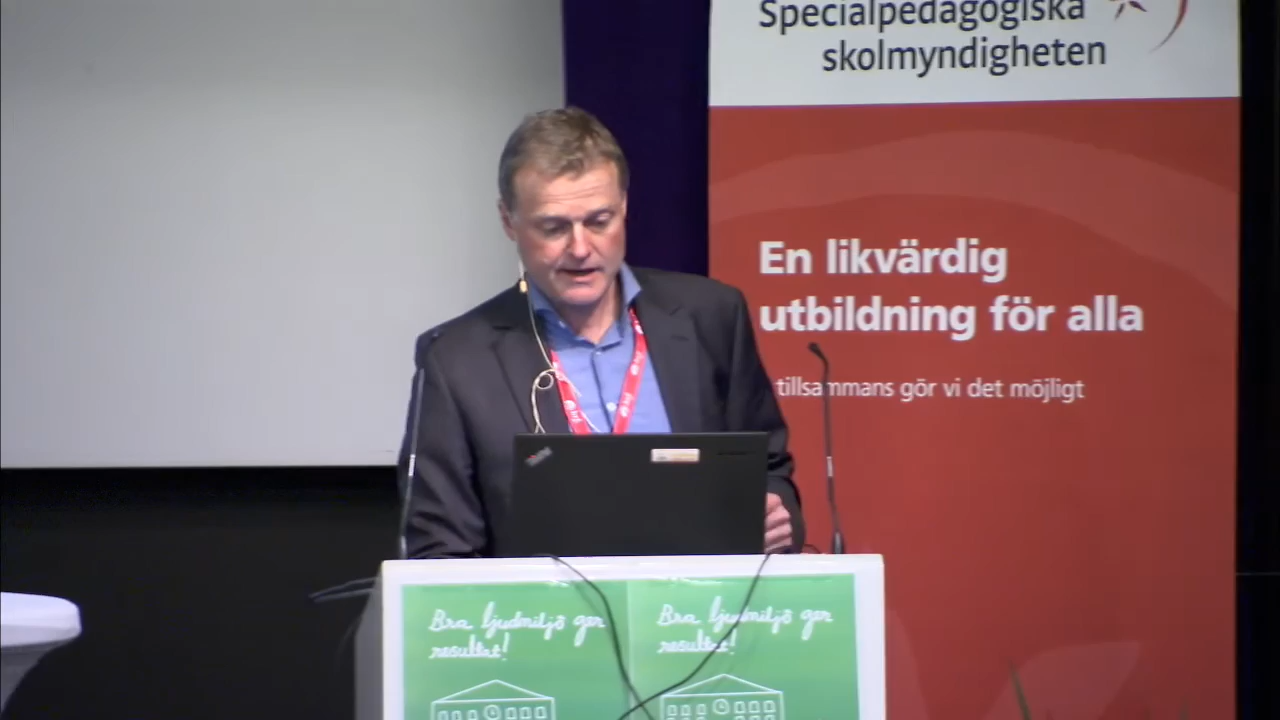 Specialpedagogiska
skolmyndigheten
En likvärdig
utbildning för alla
tillsammans gör vi det möjligt
Bra ljudmiljö ger
resultat!
Bra ljudmiljö ger
resultat!